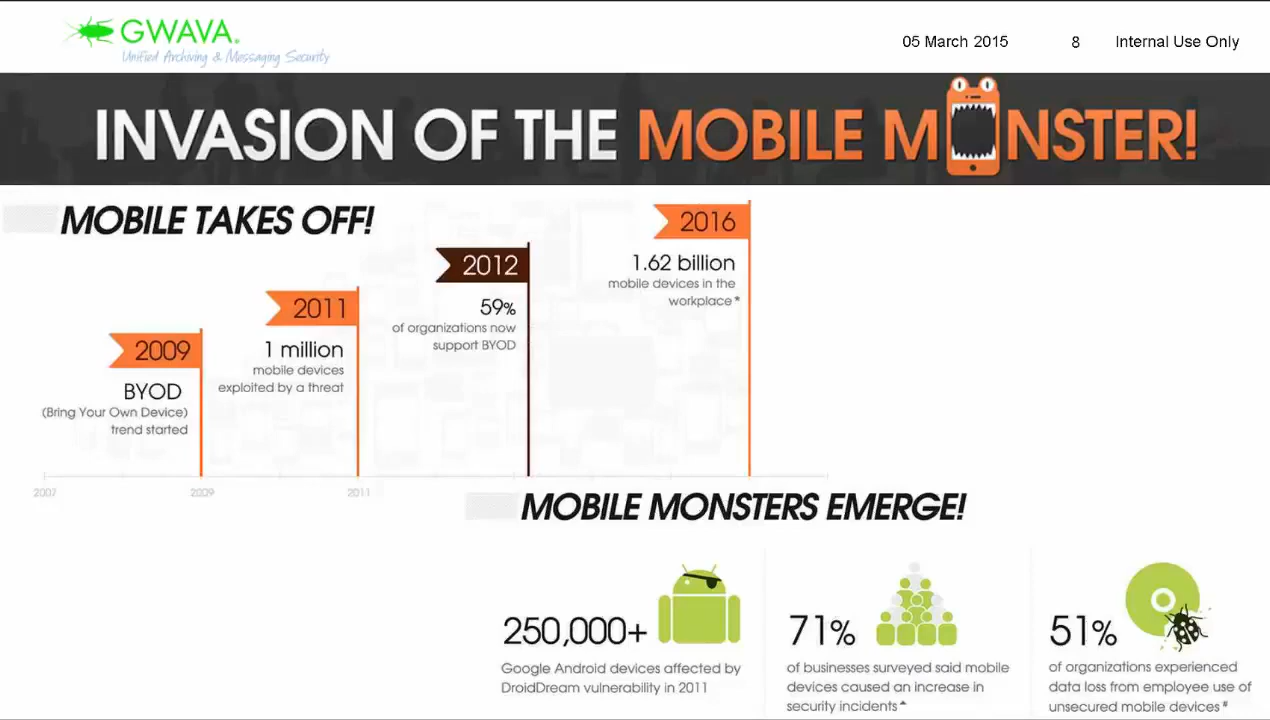 GWAVA.
Unified Archiving & Messaging Security
05 March 2015 8 Internal Use Only
INVASION OF THE MOBILE MONSTER!
MOBILE TAKES OFF!
2009
BYOD
(Bring Your Own Device)
trend started
2011
1 million
mobile devices
exploited by a threat
2012
59%
of organizations now
support BYOD
2016
1.62 billion
mobile devices in the
workplace*
2007 2009 2011
MOBILE MONSTERS EMERGE!
250,000+
Google Android devices affected by
DroidDream vulnerability in 2011
71%
of businesses surveyed said mobile
devices caused an increase in
security incidents▲
51%
of organizations experienced
data loss from employee use of
unsecured mobile devices#